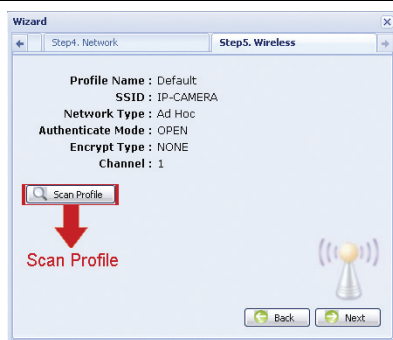 Wizard
Step4. Network
Step5. Wireless
Profile Name : Default
SSID : IP-CAMERA
Network Type : Ad Hoc
Authenticate Mode : OPEN
Encrypt Type : NONE
Channel : 1
Scan Profile
Scan Profile
Back
Next